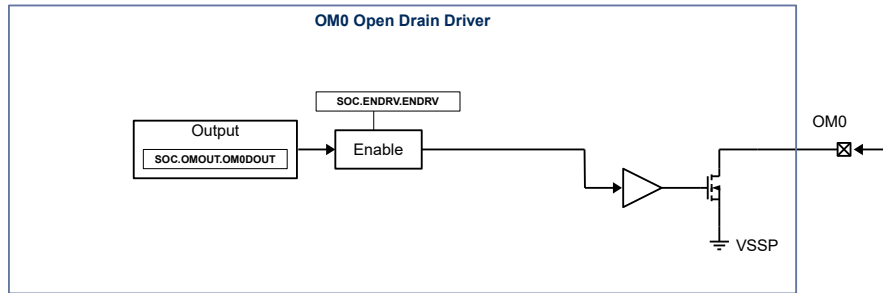 OM0 Open Drain Driver
SOC.ENDRV.ENDRV
Output
SOC.OMOUT.OM0DOUT
Enable
OM0
VSSP